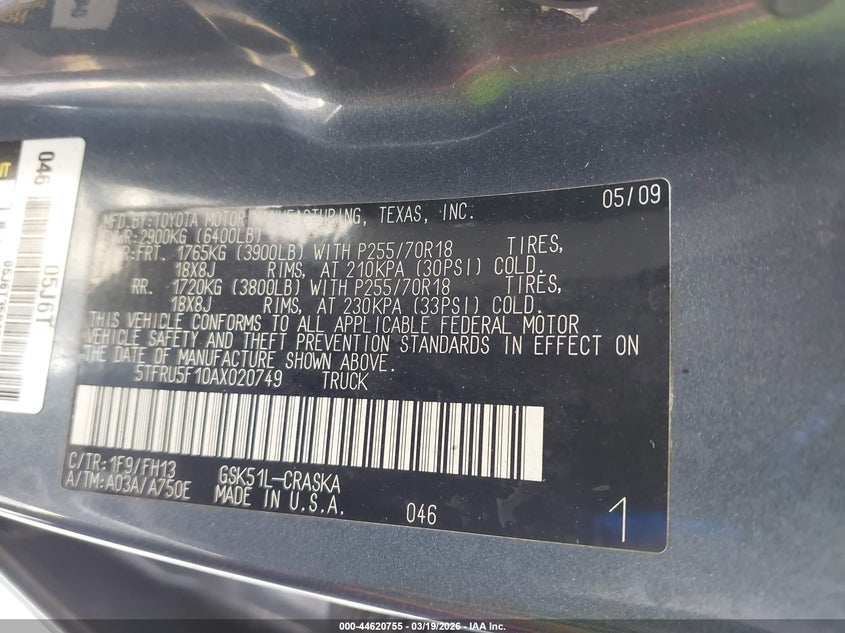 046
05J6T
MFD.BY:TOYOTA MOTOR MANUFACTURING, TEXAS, INC. 05/09
GVWR:2900KG (6400LB)
GAWR:FRT. 1765KG (3900LB) WITH P255/70R18 TIRES,
18X8J RIMS, AT 210KPA (30PSI) COLD.
RR. 1720KG (3800LB) WITH P255/70R18 TIRES,
18X8J RIMS, AT 230KPA (33PSI) COLD.
THIS VEHICLE CONFORMS TO ALL APPLICABLE FEDERAL MOTOR
VEHICLE SAFETY AND THEFT PREVENTION STANDARDS IN EFFECT ON
THE DATE OF MANUFACTURE SHOWN ABOVE.
5TFRU5F10AX020749 TRUCK
C/TR:1F9/FH13 GSK51L-CRASKA
A/TM:A03A/A750E MADE IN U.S.A. 046 1
000-44620755 - 03/19/2026 - IAA Inc.